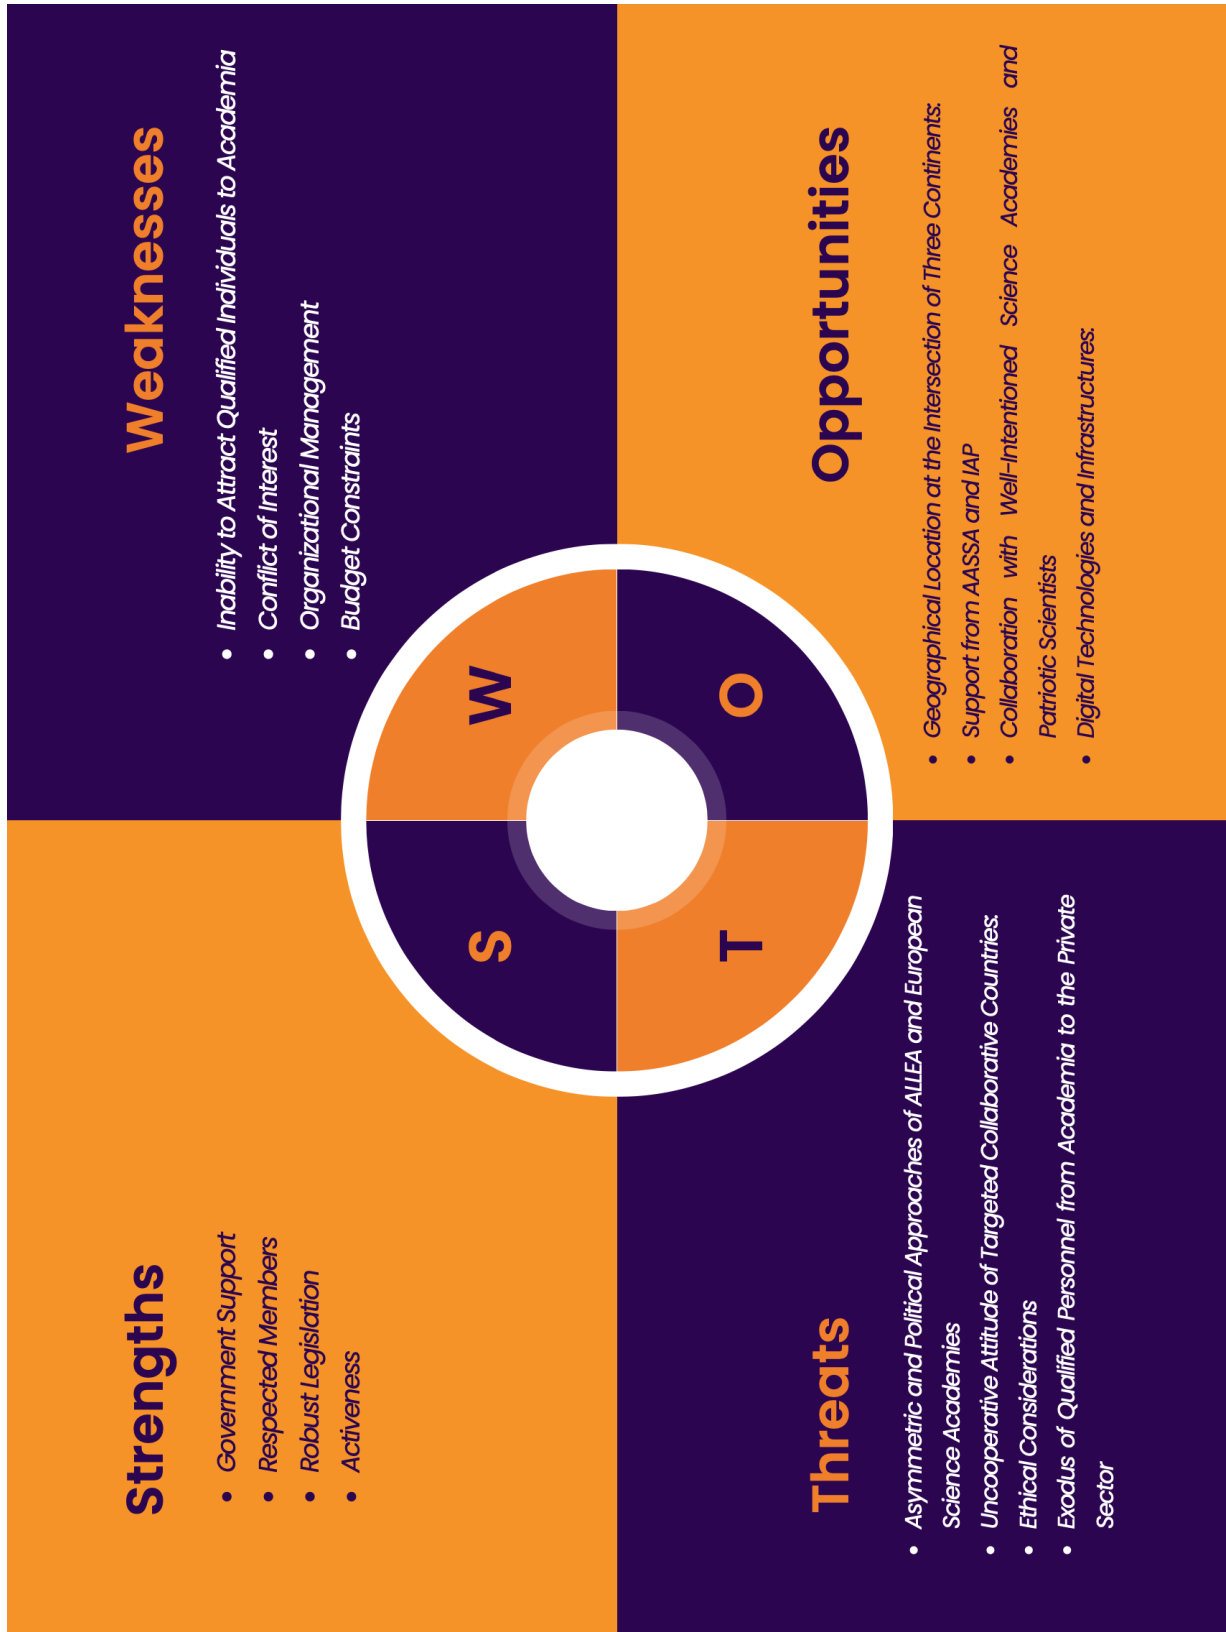 Strengths
• Government Support
• Respected Members
• Robust Legislation
• Activeness
Weaknesses
• Inability to Attract Qualified Individuals to Academia
• Conflict of Interest
• Organizational Management
• Budget Constraints
S
W
T
O
Threats
• Asymmetric and Political Approaches of ALLEA and European
Science Academies
• Uncooperative Attitude of Targeted Collaborative Countries:
• Ethical Considerations
• Exodus of Qualified Personnel from Academia to the Private
Sector
Opportunities
• Geographical Location at the Intersection of Three Continents:
• Support from AASSA and IAP
• Collaboration with Well-Intentioned Science Academies and
Patriotic Scientists
• Digital Technologies and Infrastructures: